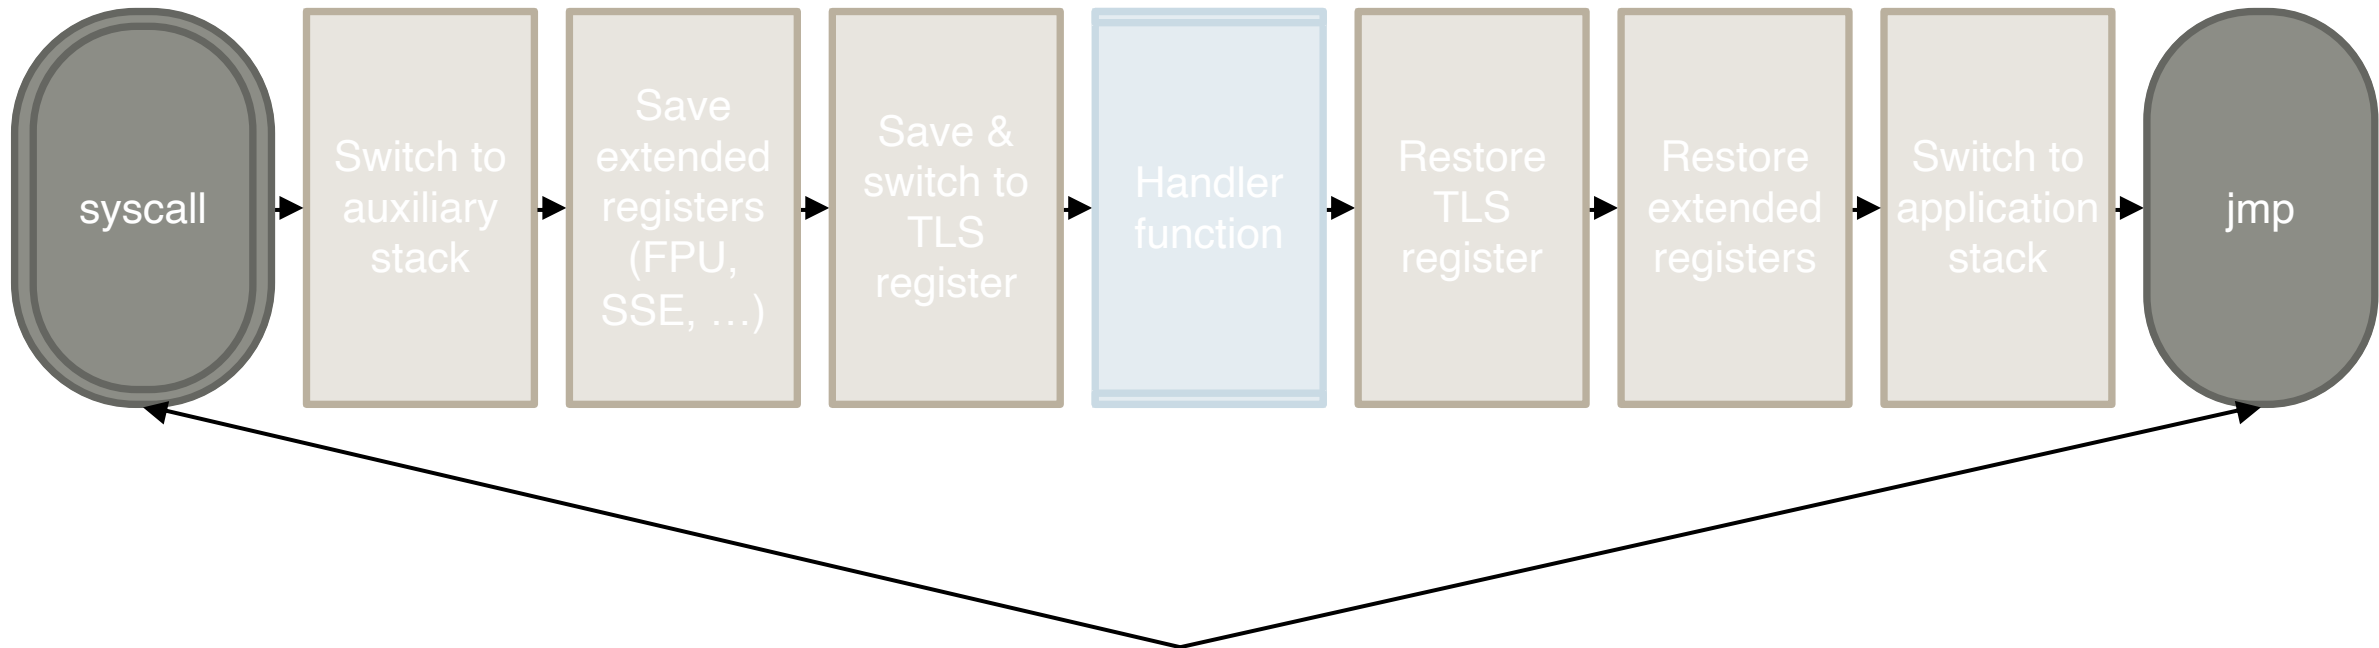 syscall
Switch to
auxiliary
stack
Save
extended
registers
(FPU,
SSE, …)
Save &
switch to
TLS
register
Handler
function
Restore
TLS
register
Restore
extended
registers
Switch to
application
stack
jmp